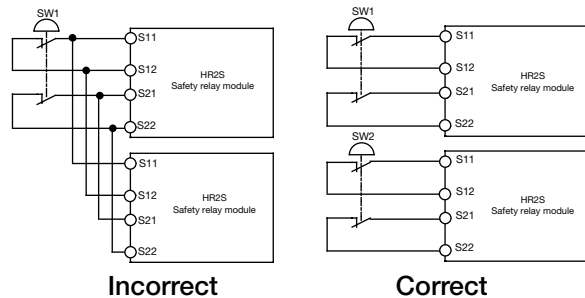 SW1
S11
S12
S21
S22
HR2S
Safety relay module
S11
S12
S21
S22
HR2S
Safety relay module
Incorrect
SW1
S11
S12
S21
S22
HR2S
Safety relay module
SW2
S11
S12
S21
S22
HR2S
Safety relay module
Correct